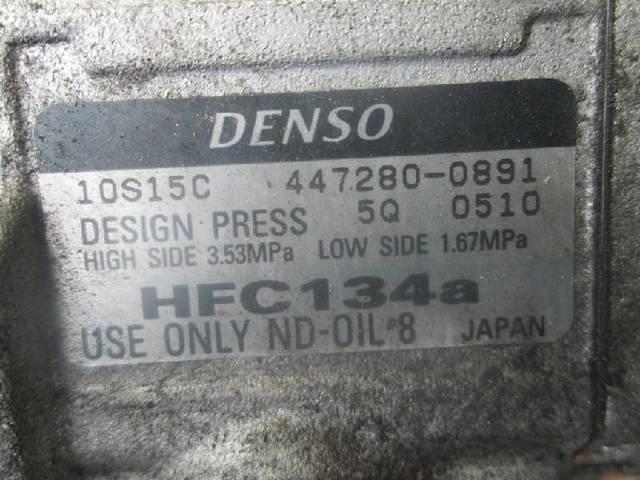 DENSO
10S15C 447280-0891
DESIGN PRESS 5Q 0510
HIGH SIDE 3.53MPa LOW SIDE 1.67MPa
HFC134a
USE ONLY ND-OIL 8 JAPAN